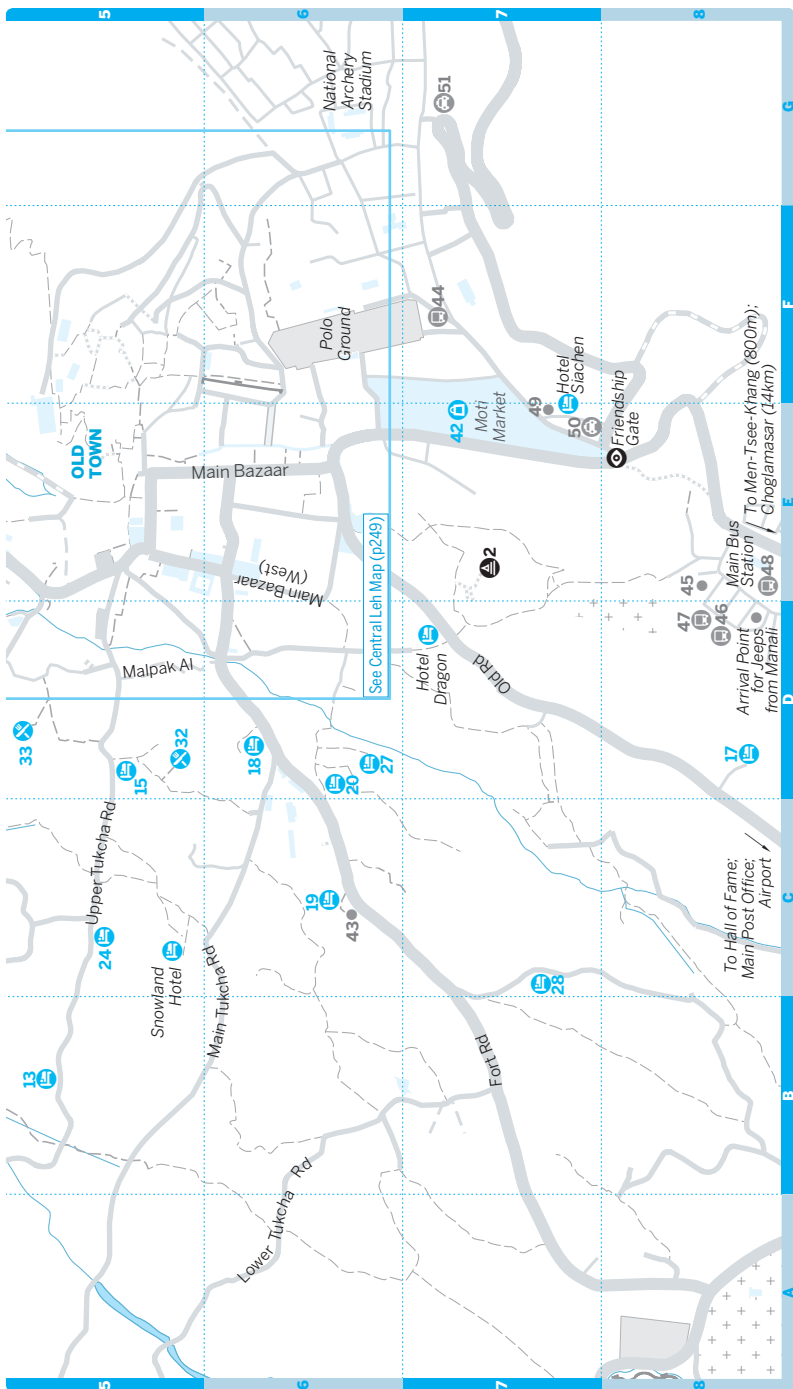 5
6
7
8
G
F
E
D
C
B
A
5
6
7
8
National
Archery
Stadium
51
Polo
Ground
44
OLD
TOWN
Main Bazaar
42
Moti
Market
49
Hotel
Siachen
50
Friendship
Gate
Main Bazaar
(West)
See Central Leh Map (p249)
2
Main Bus
Station
To Men-Tsee-Khang (800m);
Choglamasar (14km)
45
48
47
46
Arrival Point
for Jeeps
from Manali
Malpak Al
Hotel
Dragon
Old Rd
33
32
15
18
20
27
17
Upper Tukcha Rd
24
Snowland
Hotel
Main Tukcha Rd
19
43
28
To Hall of Fame;
Main Post Office;
Airport
13
Fort Rd
Lower Tukcha Rd